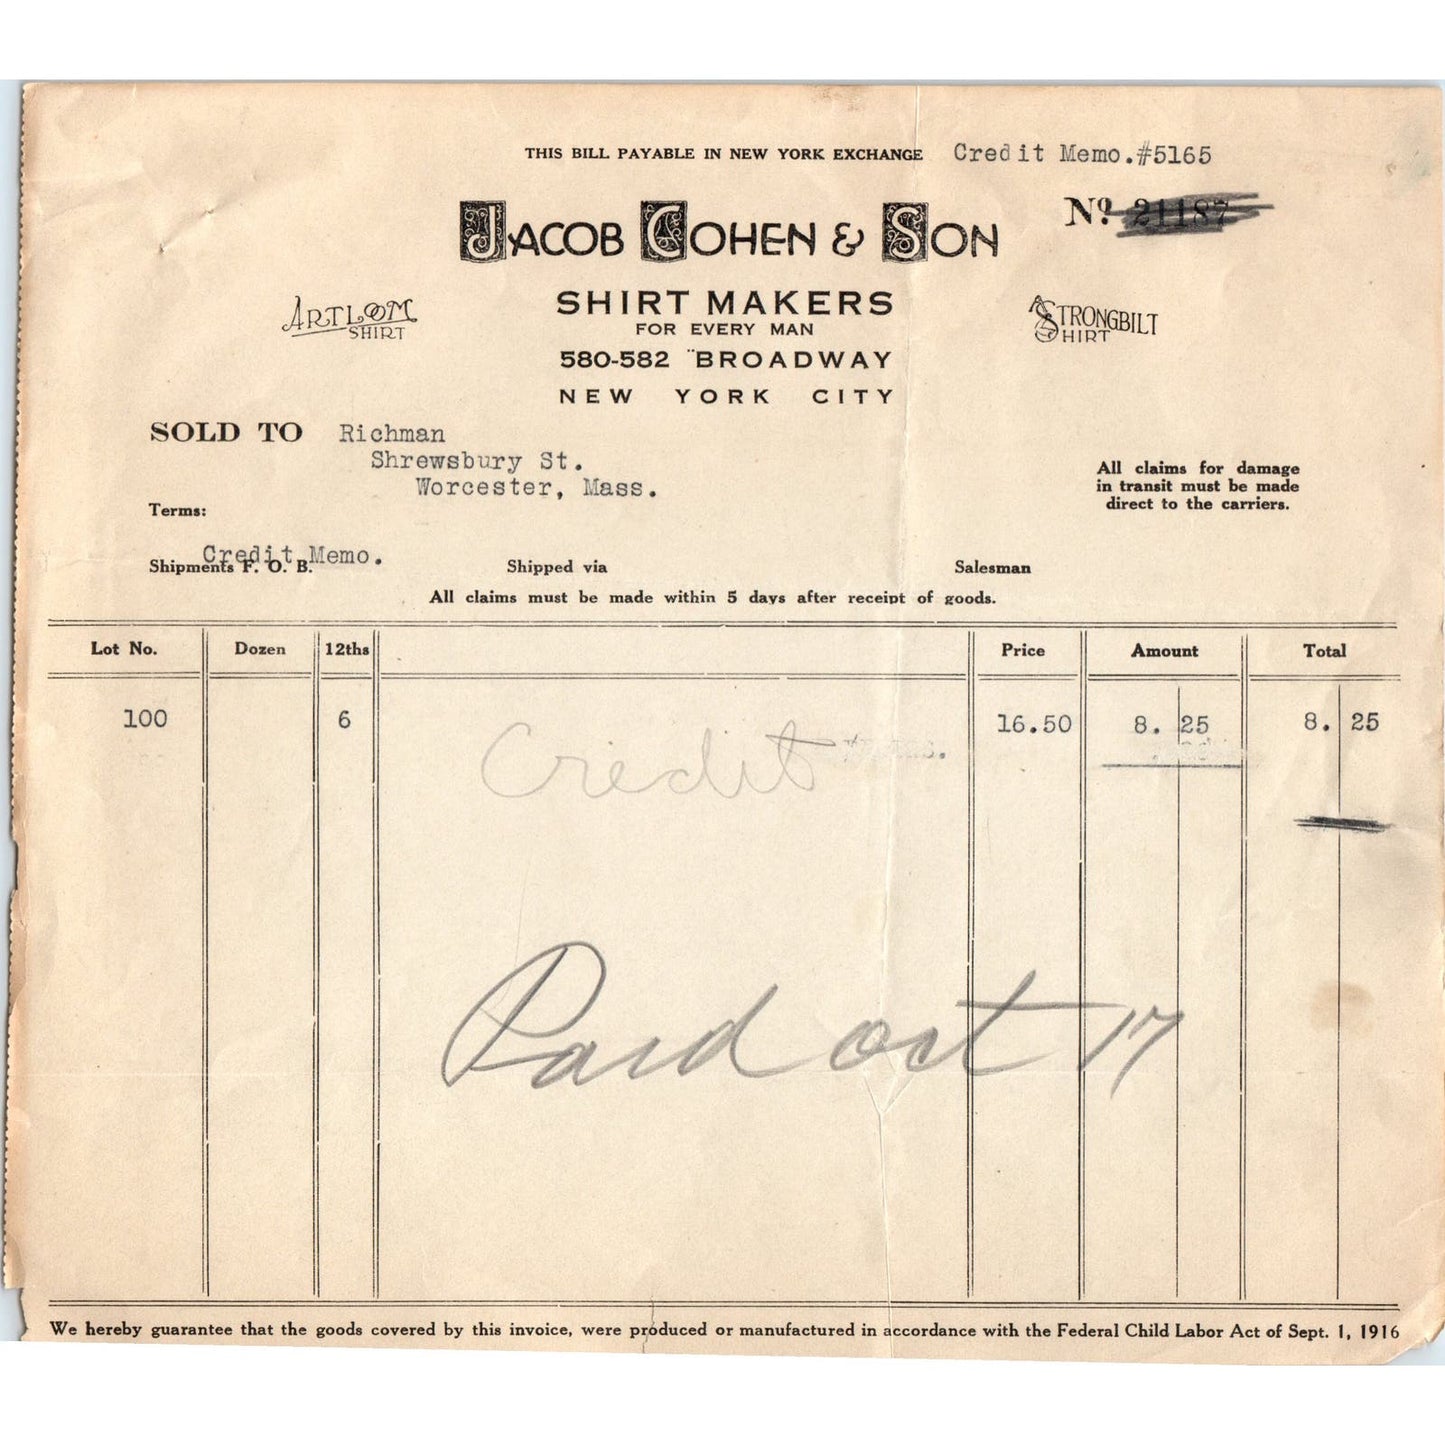 THIS BILL PAYABLE IN NEW YORK EXCHANGE Credit Memo.#5165
No. 21187
JACOB COHEN & SON
ARTLOOM SHIRT
SHIRT MAKERS
FOR EVERY MAN
STRONGBILT SHIRT
580-582 BROADWAY
NEW YORK CITY
SOLD TO Richman
Shrewsbury St.
Worcester, Mass.
All claims for damage
in transit must be made
direct to the carriers.
Terms:
Credit Memo.
Shipments F. O. B. Shipped via Salesman
All claims must be made within 5 days after receipt of goods.
Lot No. Dozen 12ths Price Amount Total
100 6 16.50 8. 25 8. 25
Credit
Paid Oct 17
We hereby guarantee that the goods covered by this invoice, were produced or manufactured in accordance with the Federal Child Labor Act of Sept. 1, 1916